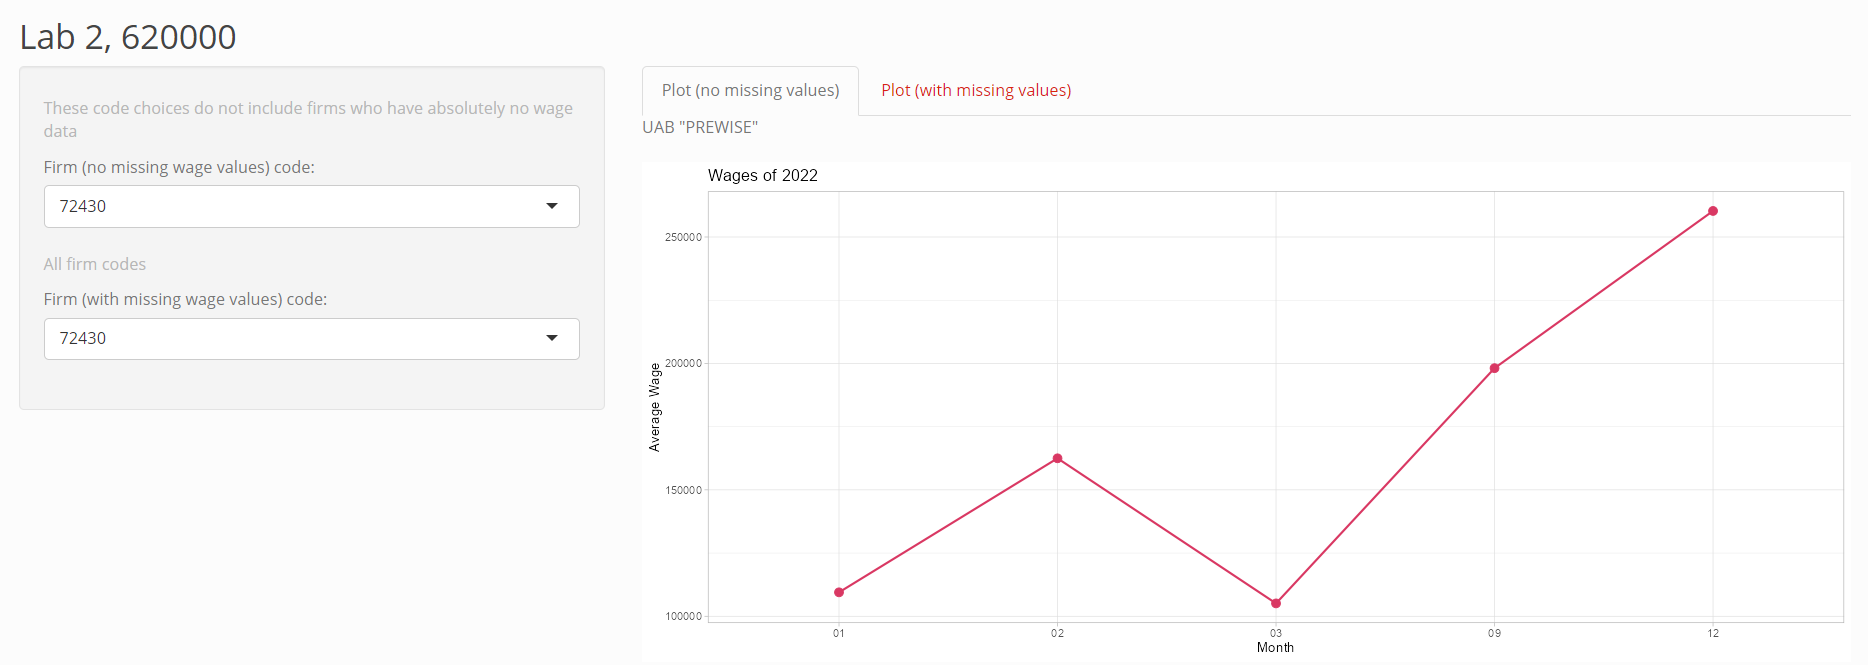 Lab 2, 620000
These code choices do not include firms who have absolutely no wage
data
Firm (no missing wage values) code:
72430
All firm codes
Firm (with missing wage values) code:
72430
Plot (no missing values)
Plot (with missing values)
UAB "PREWISE"
Wages of 2022
250000
200000
150000
100000
Average Wage
01
02
03
09
12
Month